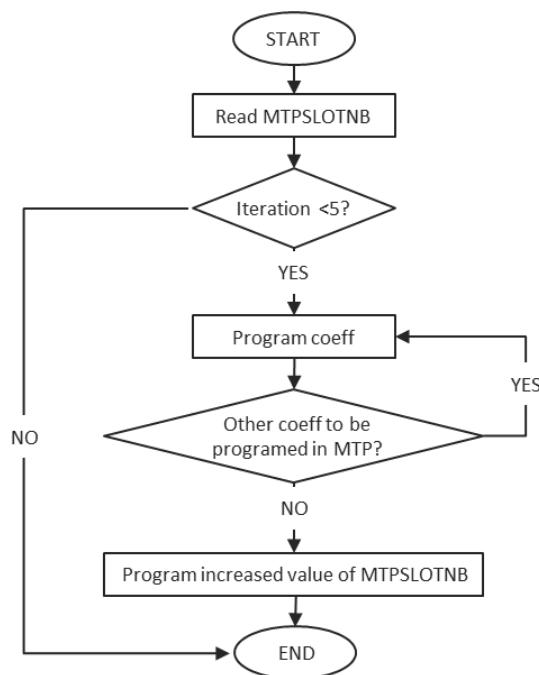 START
Read MTPSLOTNB
Iteration <5?
YES
Program coeff
YES
Other coeff to be
programed in MTP?
NO
NO
Program increased value of MTPSLOTNB
END